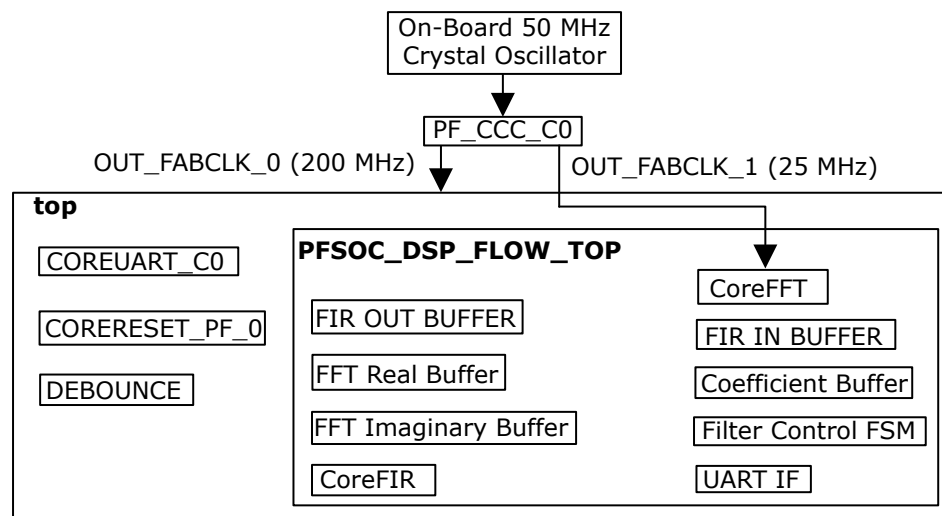 On-Board 50 MHz
Crystal Oscillator
PF_CCC_C0
OUT_FABCLK_0 (200 MHz)
OUT_FABCLK_1 (25 MHz)
top
COREUART_C0
CORERESET_PF_0
DEBOUNCE
PFSOC_DSP_FLOW_TOP
FIR OUT BUFFER
FFT Real Buffer
FFT Imaginary Buffer
CoreFIR
CoreFFT
FIR IN BUFFER
Coefficient Buffer
Filter Control FSM
UART IF